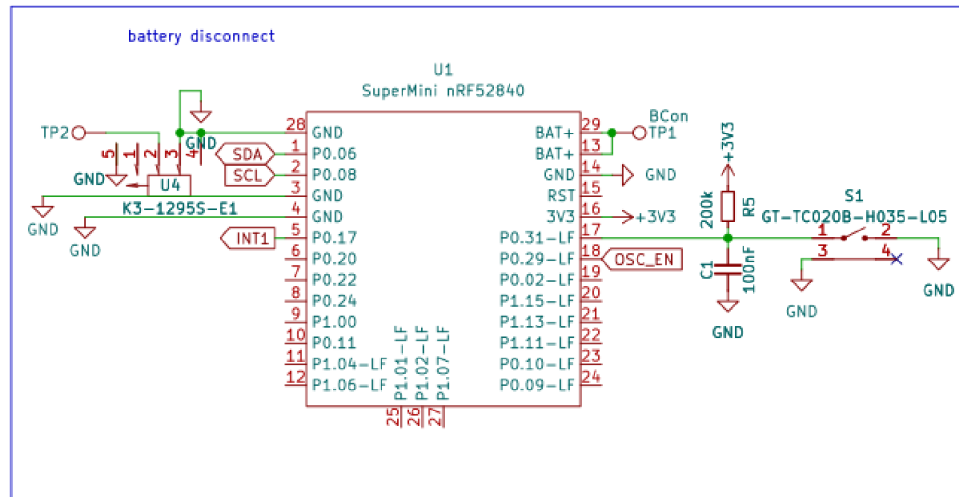 battery disconnect
U1
SuperMini nRF52840
TP2
5
1
2
3
4
GND
GND
U4
K3-1295S-E1
GND
GND
SDA
SCL
INT1
28 GND
1 P0.06
2 P0.08
3 GND
4 GND
5 P0.17
6 P0.20
7 P0.22
8 P0.24
9 P1.00
10 P0.11
11 P1.04-LF
12 P1.06-LF
P1.01-LF 25
P1.02-LF 26
P1.07-LF 27
BAT+ 29
BAT+ 13
GND 14
RST 15
3V3 16
P0.31-LF 17
P0.29-LF 18
P0.02-LF 19
P1.15-LF 20
P1.13-LF 21
P1.11-LF 22
P0.10-LF 23
P0.09-LF 24
BCon
TP1
GND
+3V3
OSC_EN
+3V3
200k
R5
C1
100nF
GND
S1
GT-TC020B-H035-L05
1 2
3 4
GND
GND